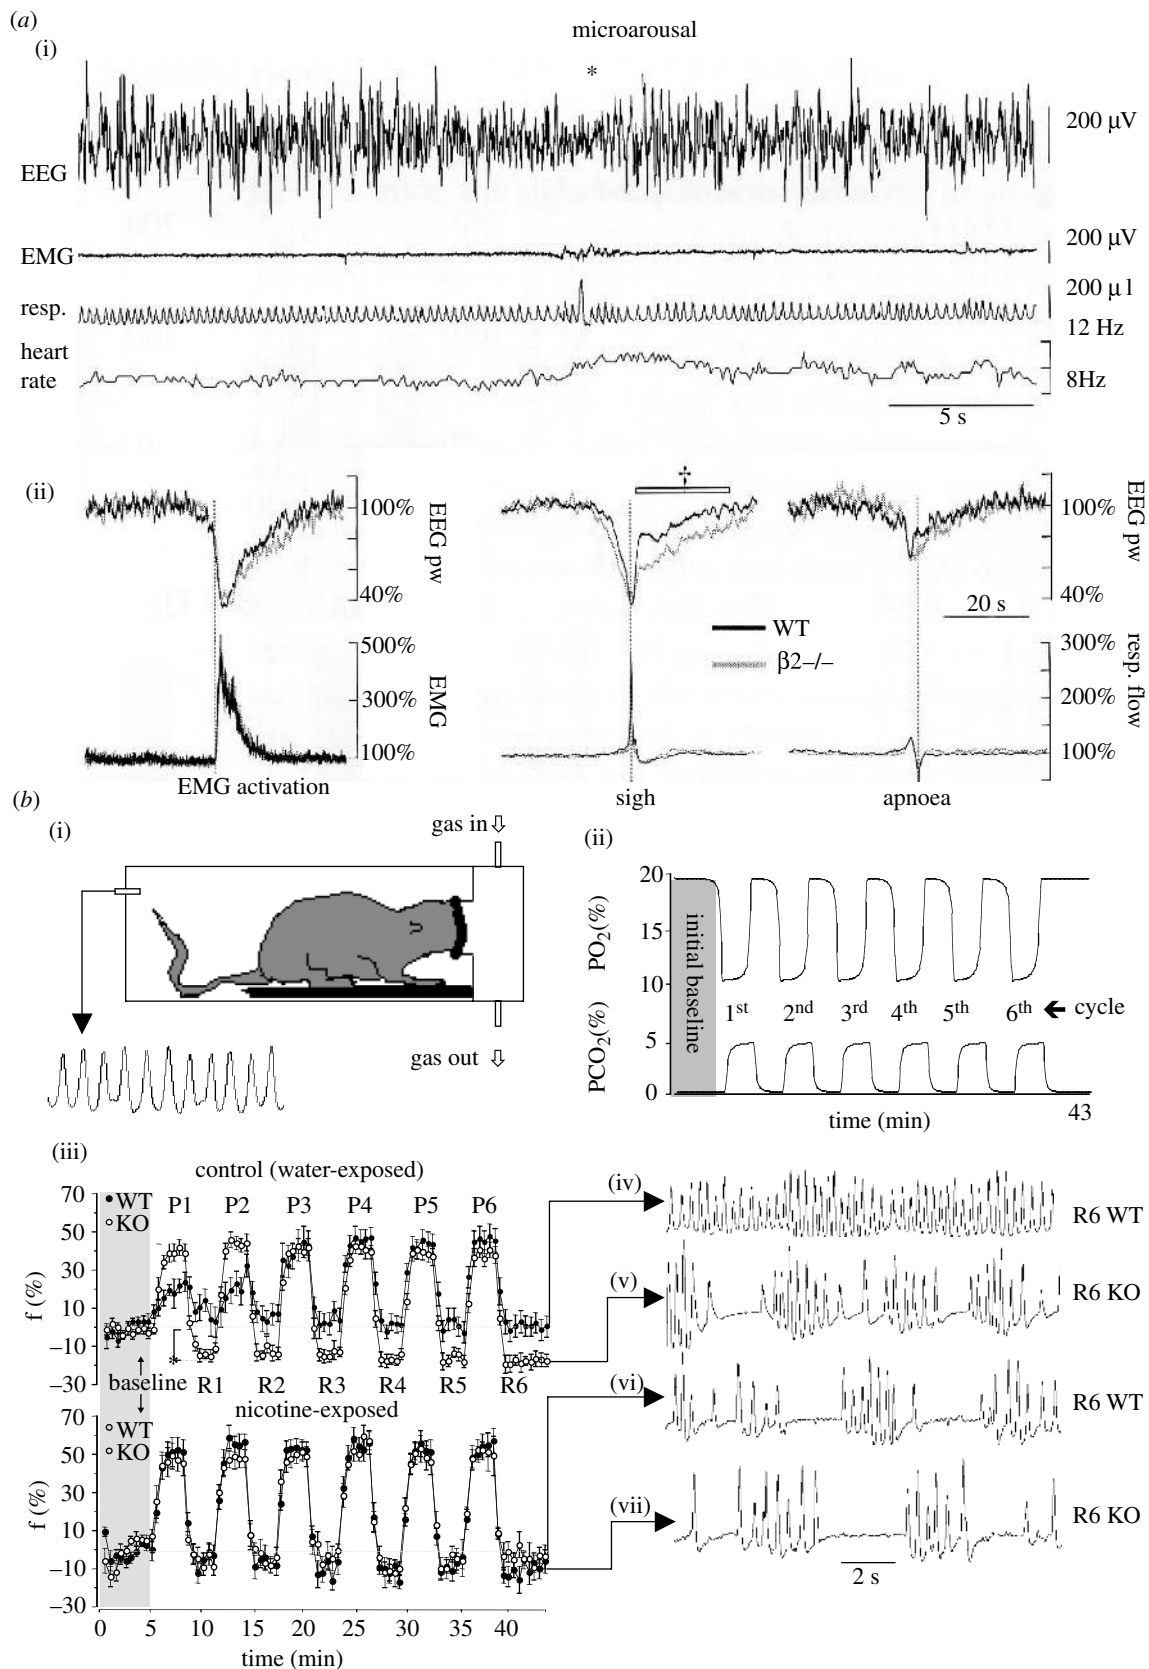 (a)
(i)
microarousal
*
EEG
200 μV
EMG
200 μV
resp.
200 μl
12 Hz
heart
rate
8Hz
5 s
(ii)
†
100%
EEG pw
40%
500%
300%
EMG
100%
EMG activation
WT
β2–/–
sigh
apnoea
100%
EEG pw
40%
20 s
300%
200%
resp. flow
100%
(b)
(i)
gas in
gas out
(ii)
20
15
10
5
0
PO2(%)
PCO2(%)
initial baseline
1st 2nd 3rd 4th 5th 6th cycle
time (min)
43
(iii)
control (water-exposed)
70
50
30
10
–10
–30
f (%)
WT
KO
P1 P2 P3 P4 P5 P6
*
baseline
R1 R2 R3 R4 R5 R6
nicotine-exposed
70
50
30
10
–10
–30
f (%)
WT
KO
0 5 10 15 20 25 30 35 40
time (min)
(iv)
R6 WT
(v)
R6 KO
(vi)
R6 WT
(vii)
R6 KO
2 s